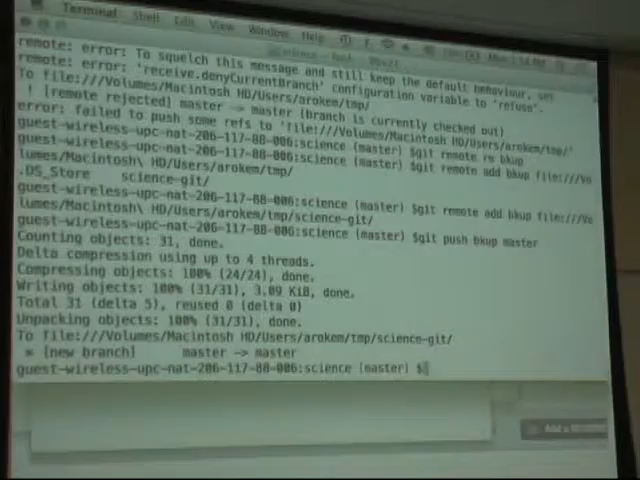 Terminal Shell Edit View Window Help
remote: error: To squelch this message and still keep the default behaviour, set
remote: error: 'receive.denyCurrentBranch' configuration variable to 'refuse'.
To file:///Volumes/Macintosh HD/Users/arokem/tmp/
! [remote rejected] master -> master (branch is currently checked out)
error: failed to push some refs to 'file:///Volumes/Macintosh HD/Users/arokem/tmp/'
guest-wireless-upc-nat-206-117-88-006:science (master) $git remote rm bkup
guest-wireless-upc-nat-206-117-88-006:science (master) $git remote add bkup file:///Vo
lumes/Macintosh\ HD/Users/arokem/tmp/
.DS_Store science-git/
guest-wireless-upc-nat-206-117-88-006:science (master) $git remote add bkup file:///Vo
lumes/Macintosh\ HD/Users/arokem/tmp/science-git/
guest-wireless-upc-nat-206-117-88-006:science (master) $git push bkup master
Counting objects: 31, done.
Delta compression using up to 4 threads.
Compressing objects: 100% (24/24), done.
Writing objects: 100% (31/31), 3.09 KiB, done.
Total 31 (delta 5), reused 0 (delta 0)
Unpacking objects: 100% (31/31), done.
To file:///Volumes/Macintosh HD/Users/arokem/tmp/science-git/
* [new branch] master -> master
guest-wireless-upc-nat-206-117-88-006:science (master) $
Add a